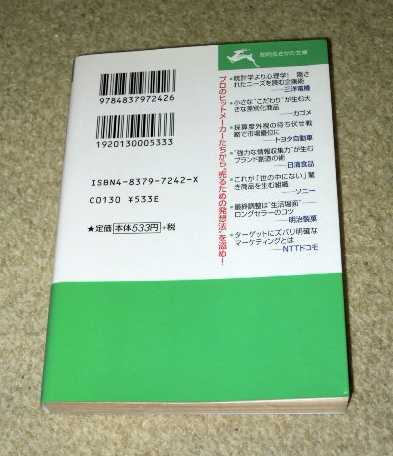 知的生きかた文庫
9784837972426
1920130005333
ISBN4-8379-7242-X
C0130 ¥533E
★定価 本体533円 +税
プロのヒットメーカーたちから“売るための発想法”を盗め！
●統計学より心理学！ 隠さ
れたニーズを読む企画術
——三洋電機
●小さな“こだわり”が生む大
きな差別化商品
——カゴメ
●採算度外視の待ち伏せ戦
略で市場優位に
——トヨタ自動車
●“強力な情報収集力”が生む
ブランド創造の術
——日清食品
●これが「世の中にない」驚
き商品を生む組織
——ソニー
●最終調整は“生活場面”——
ロングセラーのコツ
——明治製菓
●ターゲットにズバリ明確な
マーケティングとは
——NTTドコモ